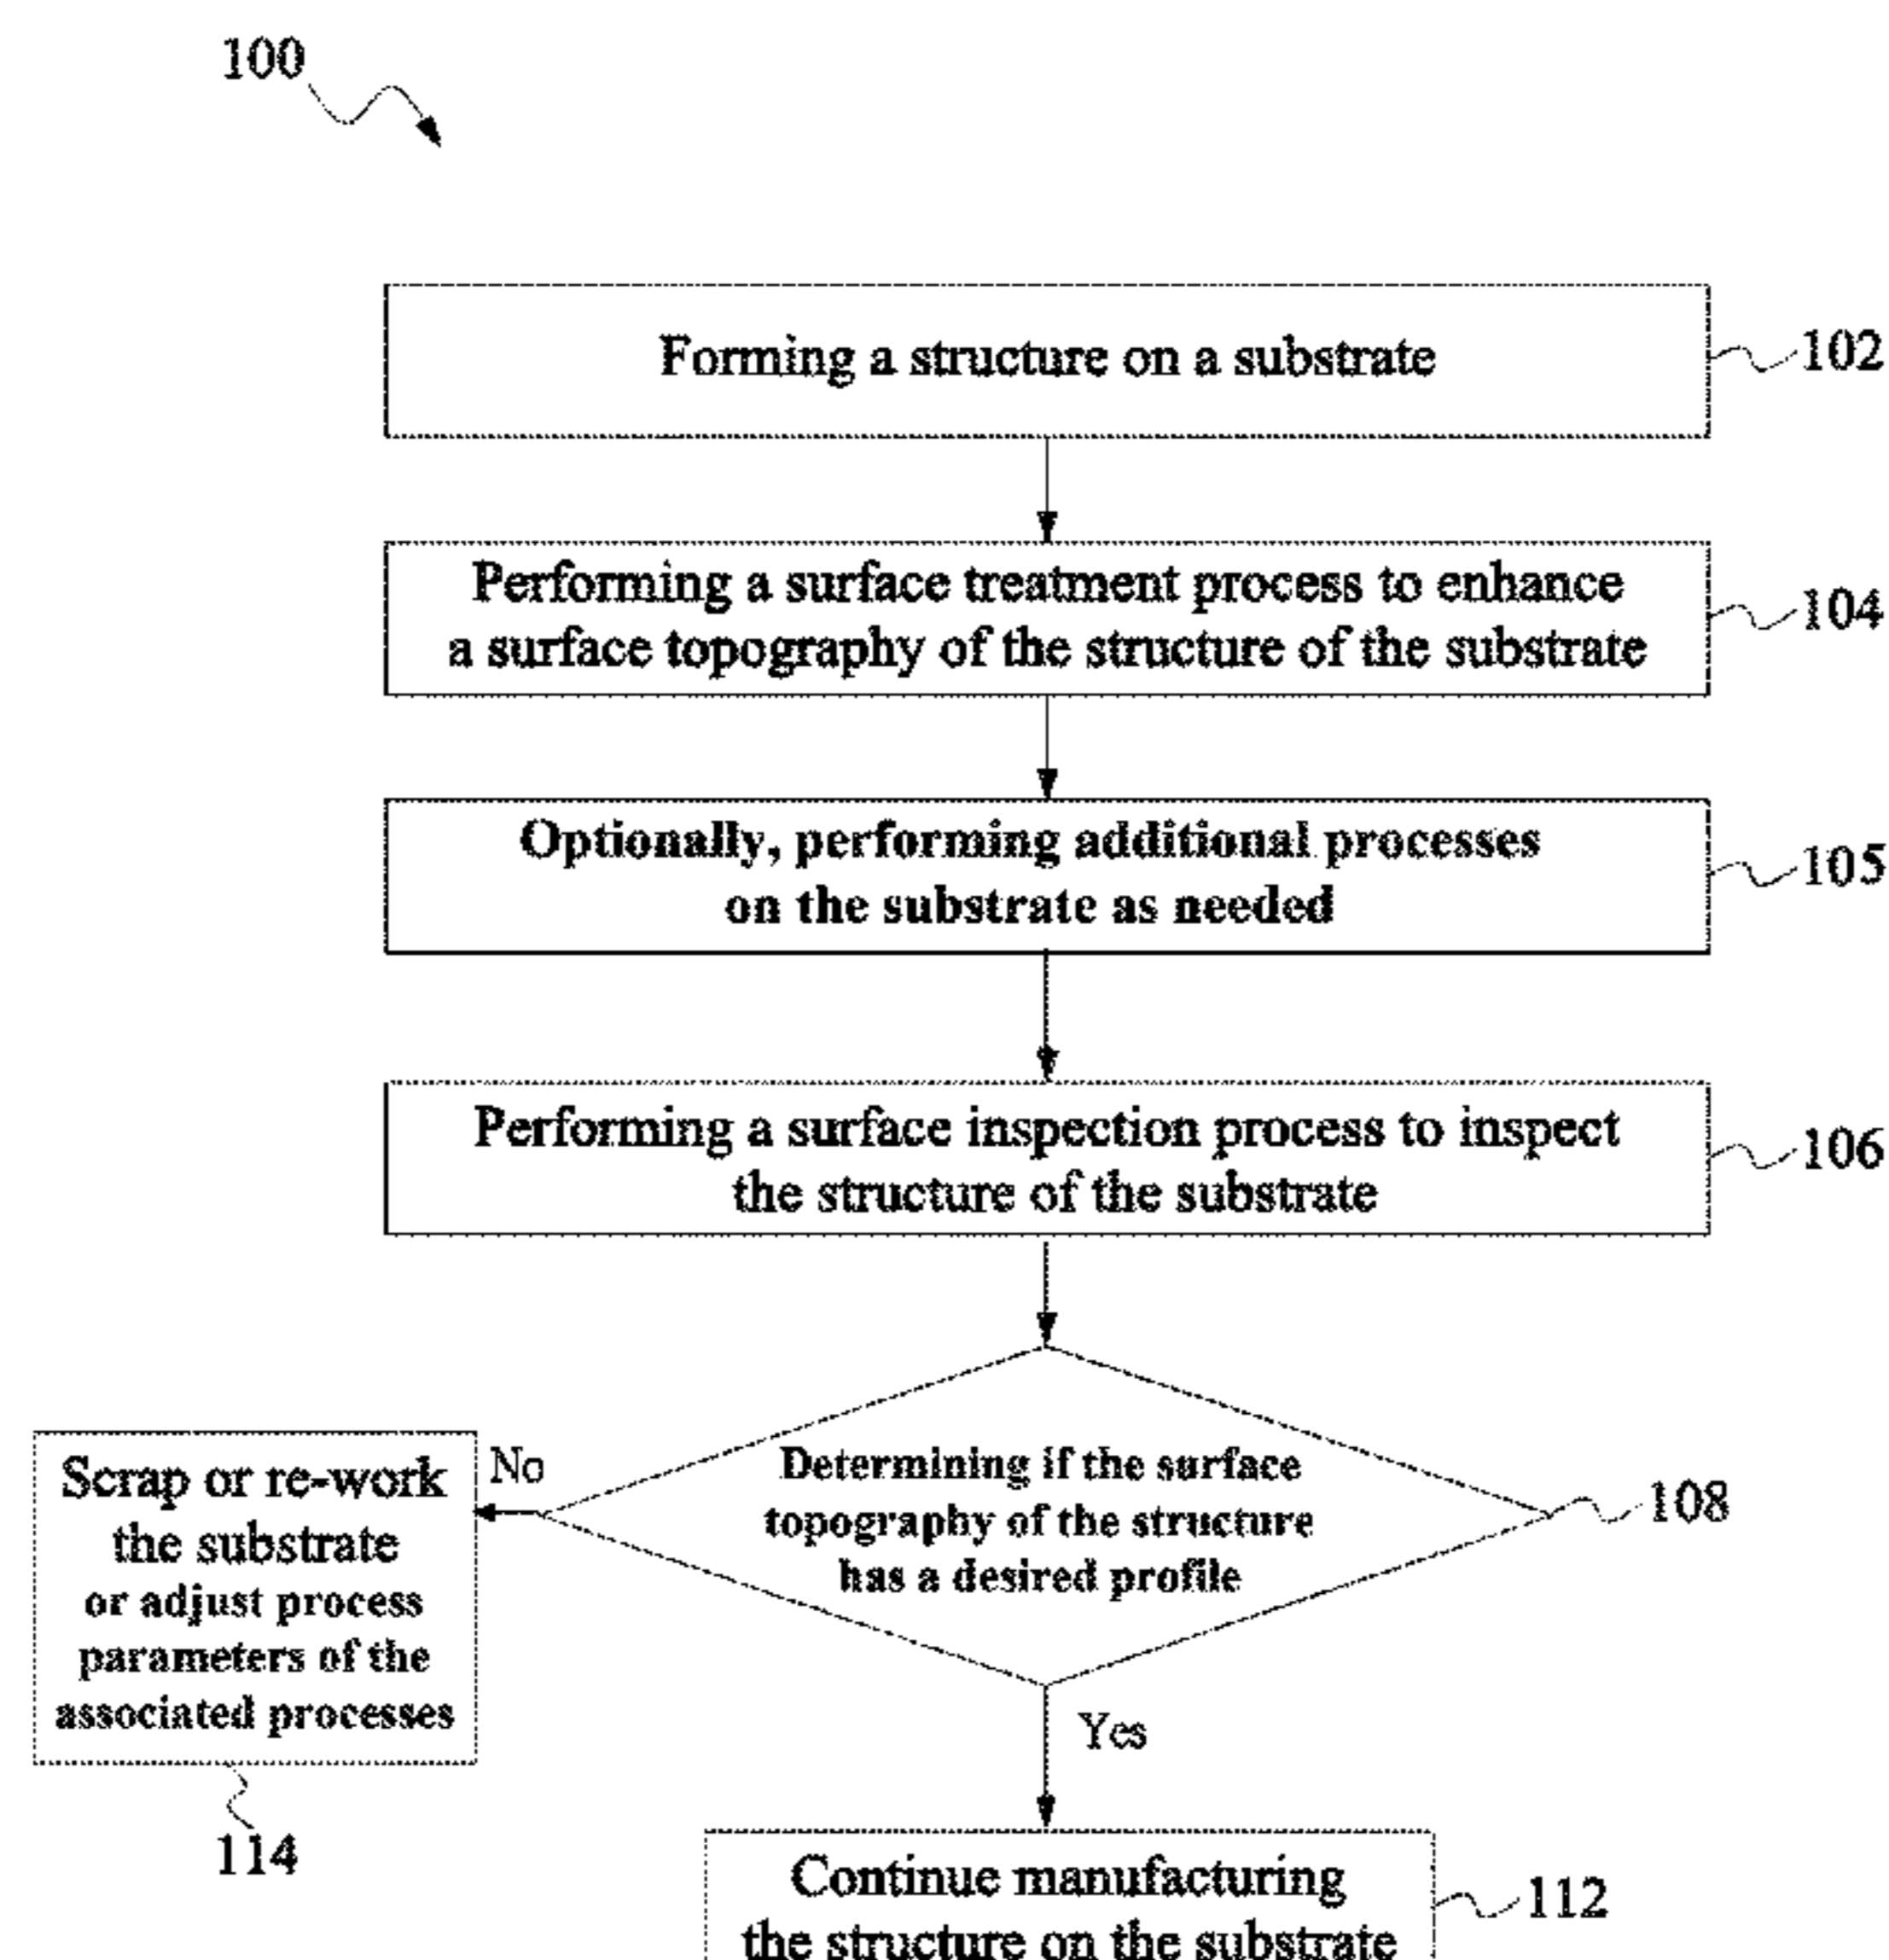 100
Forming a structure on a substrate
102
Performing a surface treatment process to enhance
a surface topography of the structure of the substrate
104
Optionally, performing additional processes
on the substrate as needed
105
Performing a surface inspection process to inspect
the structure of the substrate
106
Determining if the surface
topography of the structure
has a desired profile
108
No
Scrap or re-work
the substrate
or adjust process
parameters of the
associated processes
114
Yes
Continue manufacturing
the structure on the substrate
112